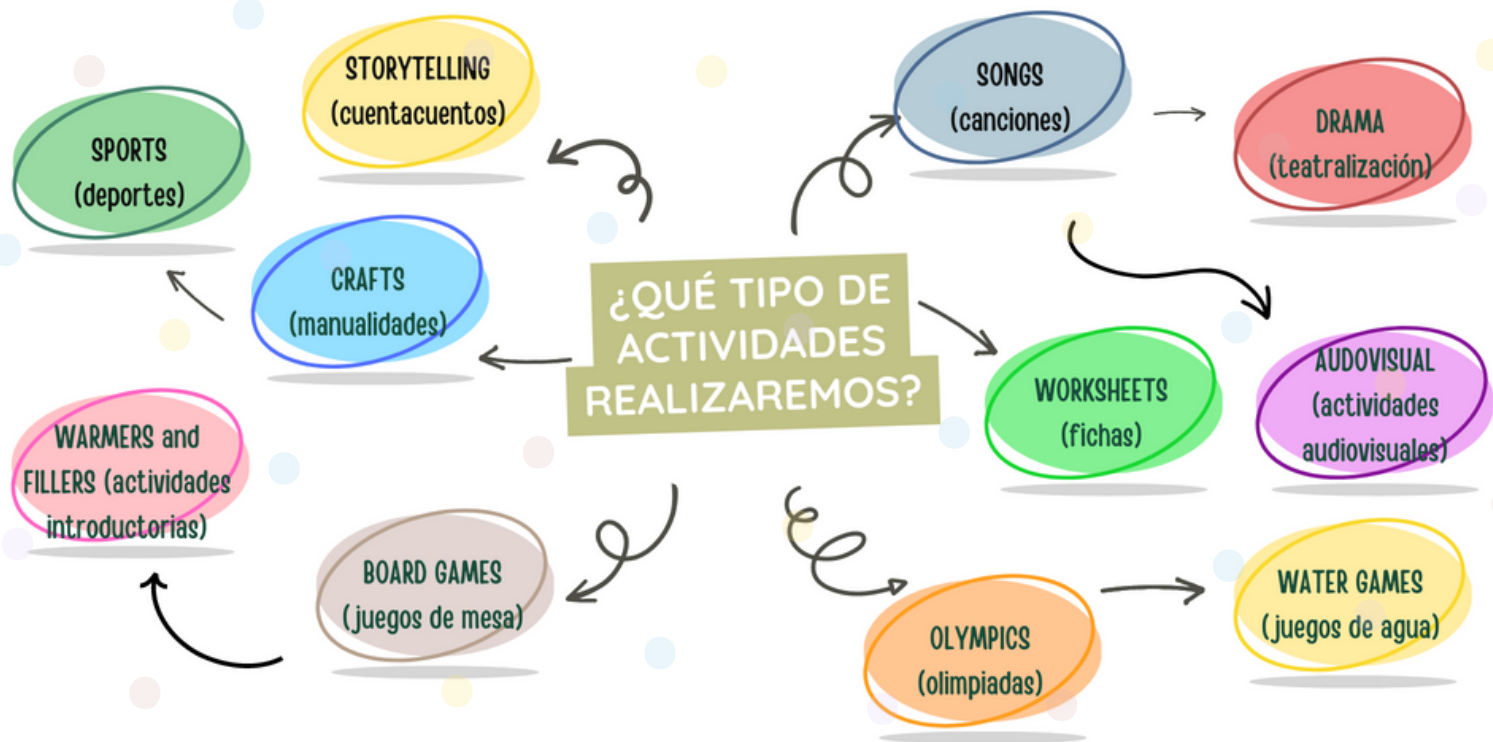 STORYTELLING
(cuentacuentos)
SPORTS
(deportes)
CRAFTS
(manualidades)
WARMERS and
FILLERS (actividades
introductorias)
BOARD GAMES
(juegos de mesa)
¿QUÉ TIPO DE
ACTIVIDADES
REALIZAREMOS?
SONGS
(canciones)
DRAMA
(teatralización)
WORKSHEETS
(fichas)
AUDOVISUAL
(actividades
audiovisuales)
OLYMPICS
(olimpiadas)
WATER GAMES
(juegos de agua)